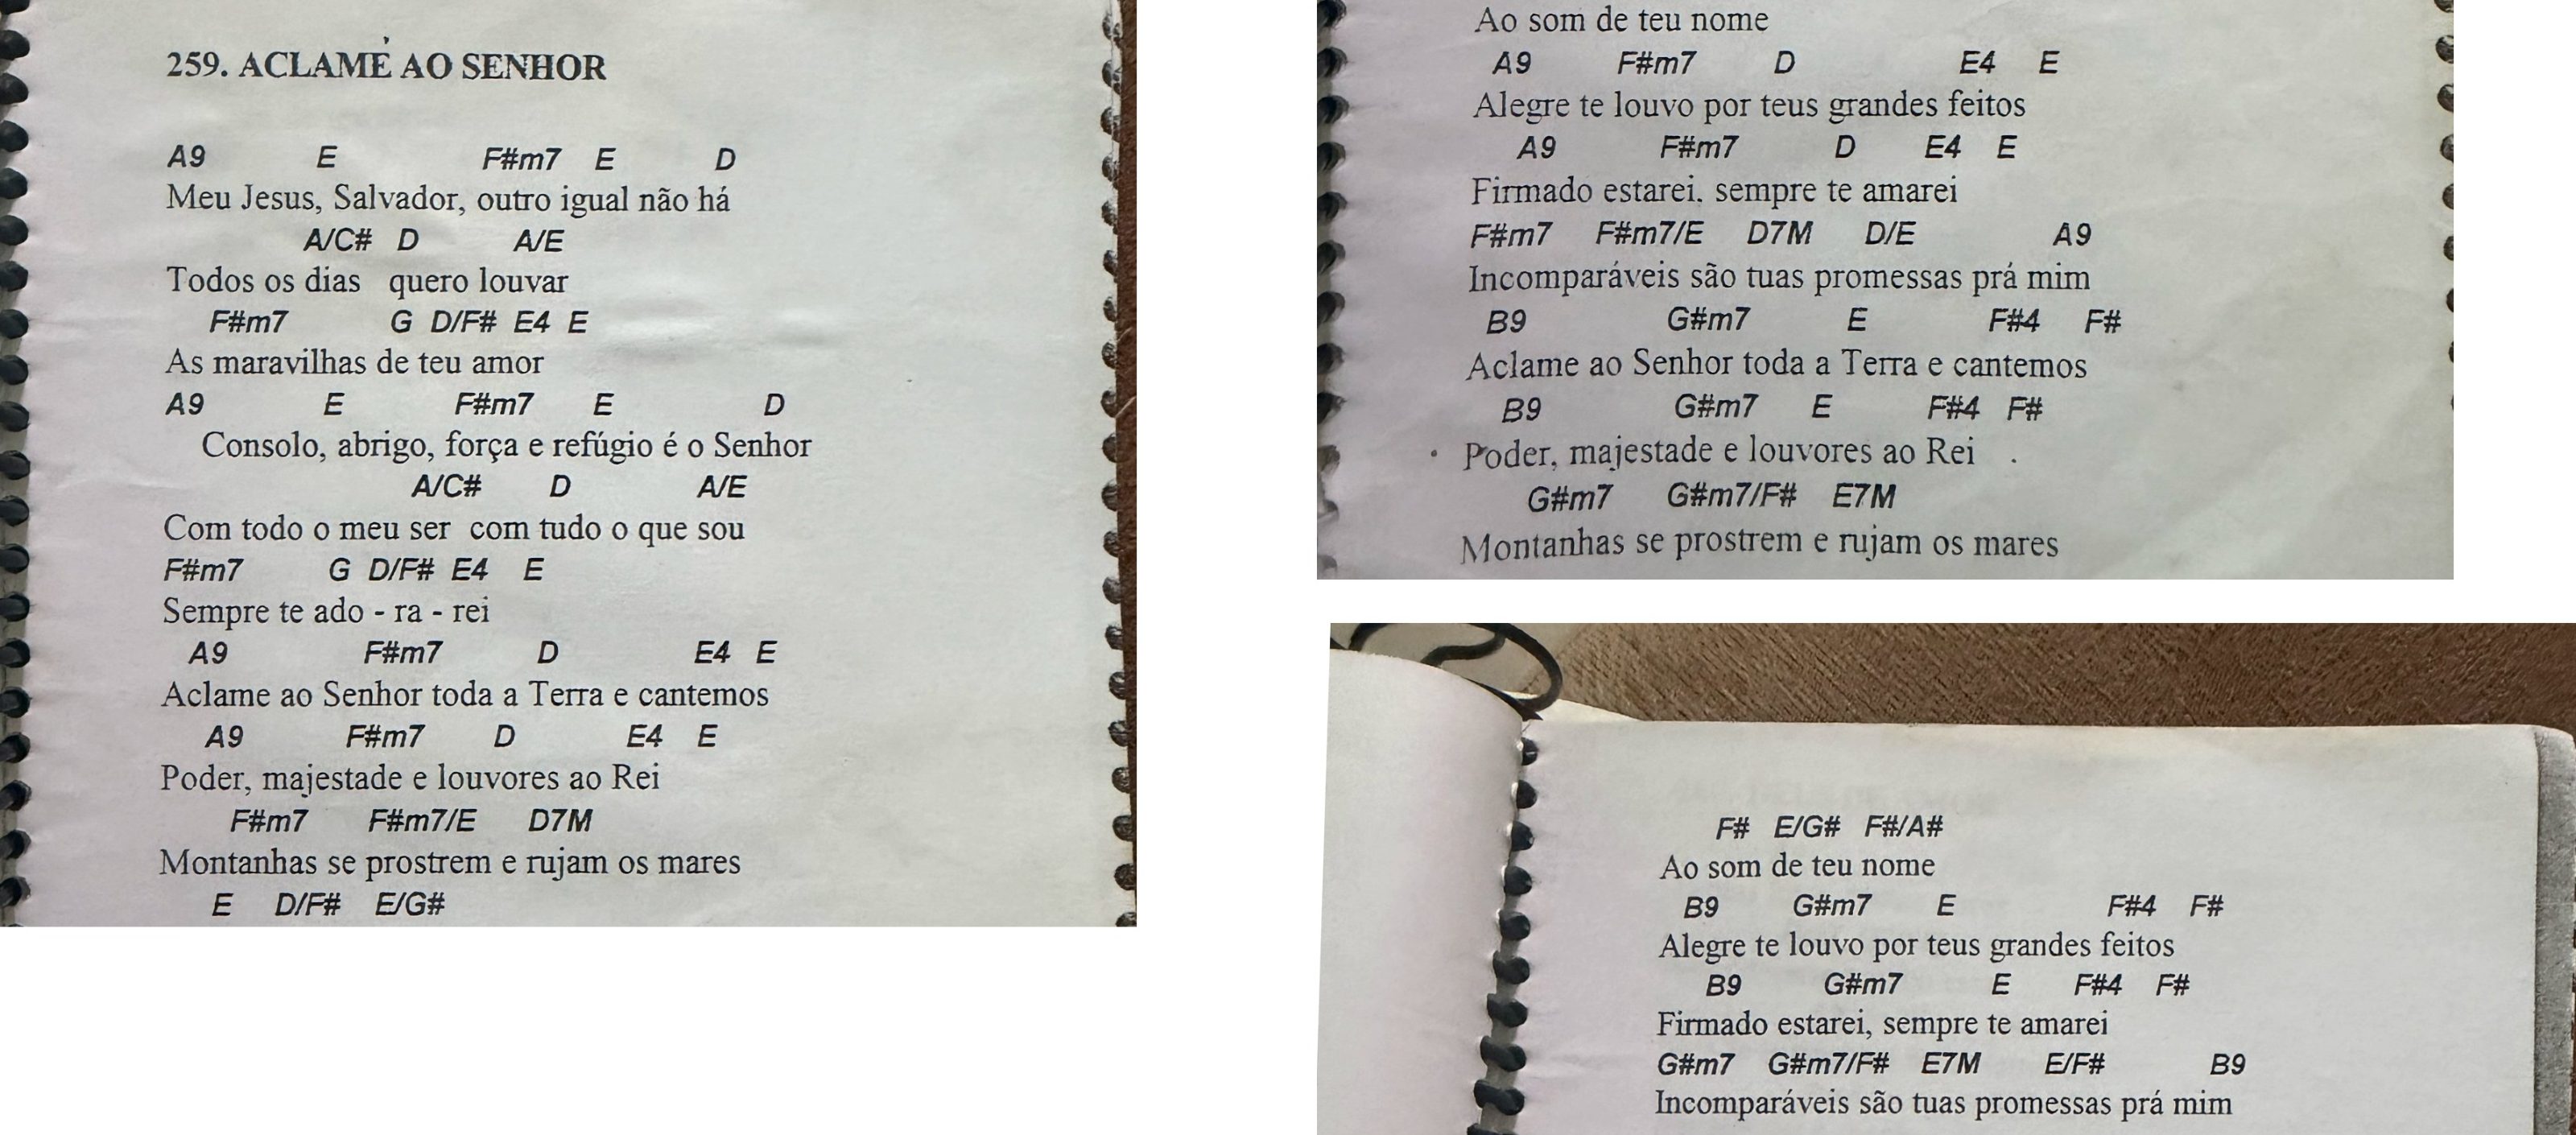 259. ACLAME AO SENHOR
A9 E F#m7 E D
Meu Jesus, Salvador, outro igual não há
A/C# D A/E
Todos os dias quero louvar
F#m7 G D/F# E4 E
As maravilhas de teu amor
A9 E F#m7 E D
Consolo, abrigo, força e refúgio é o Senhor
A/C# D A/E
Com todo o meu ser com tudo o que sou
F#m7 G D/F# E4 E
Sempre te ado - ra - rei
A9 F#m7 D E4 E
Aclame ao Senhor toda a Terra e cantemos
A9 F#m7 D E4 E
Poder, majestade e louvores ao Rei
F#m7 F#m7/E D7M
Montanhas se prostrem e rujam os mares
E D/F# E/G#
Ao som de teu nome
A9 F#m7 D E4 E
Alegre te louvo por teus grandes feitos
A9 F#m7 D E4 E
Firmado estarei. sempre te amarei
F#m7 F#m7/E D7M D/E A9
Incomparáveis são tuas promessas prá mim
B9 G#m7 E F#4 F#
Aclame ao Senhor toda a Terra e cantemos
B9 G#m7 E F#4 F#
Poder, majestade e louvores ao Rei
G#m7 G#m7/F# E7M
Montanhas se prostrem e rujam os mares
F# E/G# F#/A#
Ao som de teu nome
B9 G#m7 E F#4 F#
Alegre te louvo por teus grandes feitos
B9 G#m7 E F#4 F#
Firmado estarei, sempre te amarei
G#m7 G#m7/F# E7M E/F# B9
Incomparáveis são tuas promessas prá mim